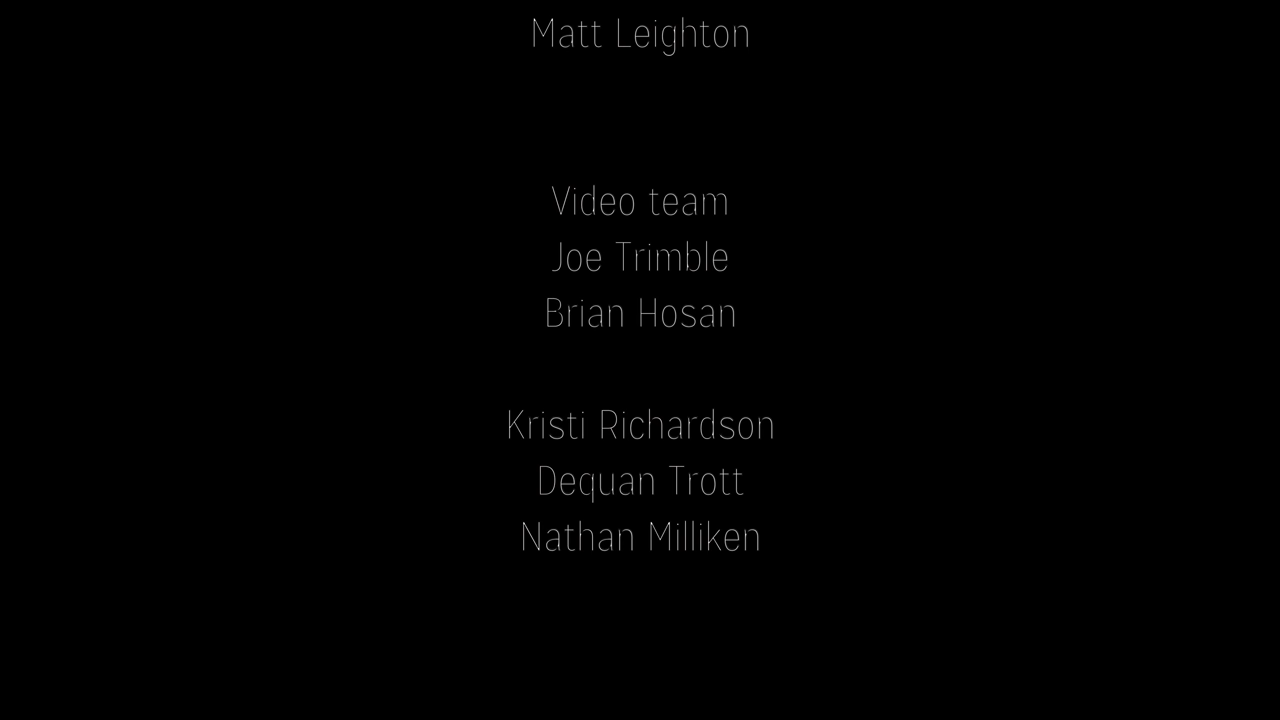 Matt Leighton
Video team
Joe Trimble
Brian Hosan
Kristi Richardson
Dequan Trott
Nathan Milliken